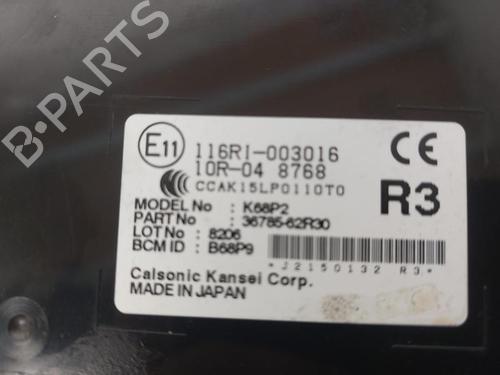 E11
116RI-003016
10R-04 8768
CCAK15LP0110T0
CE
R3
MODEL No : K68P2
PART No : 36785-62R30
LOT No : 8206
BCM ID : B68P9
*J2150132 R3*
Calsonic Kansei Corp.
MADE IN JAPAN
B-PARTS